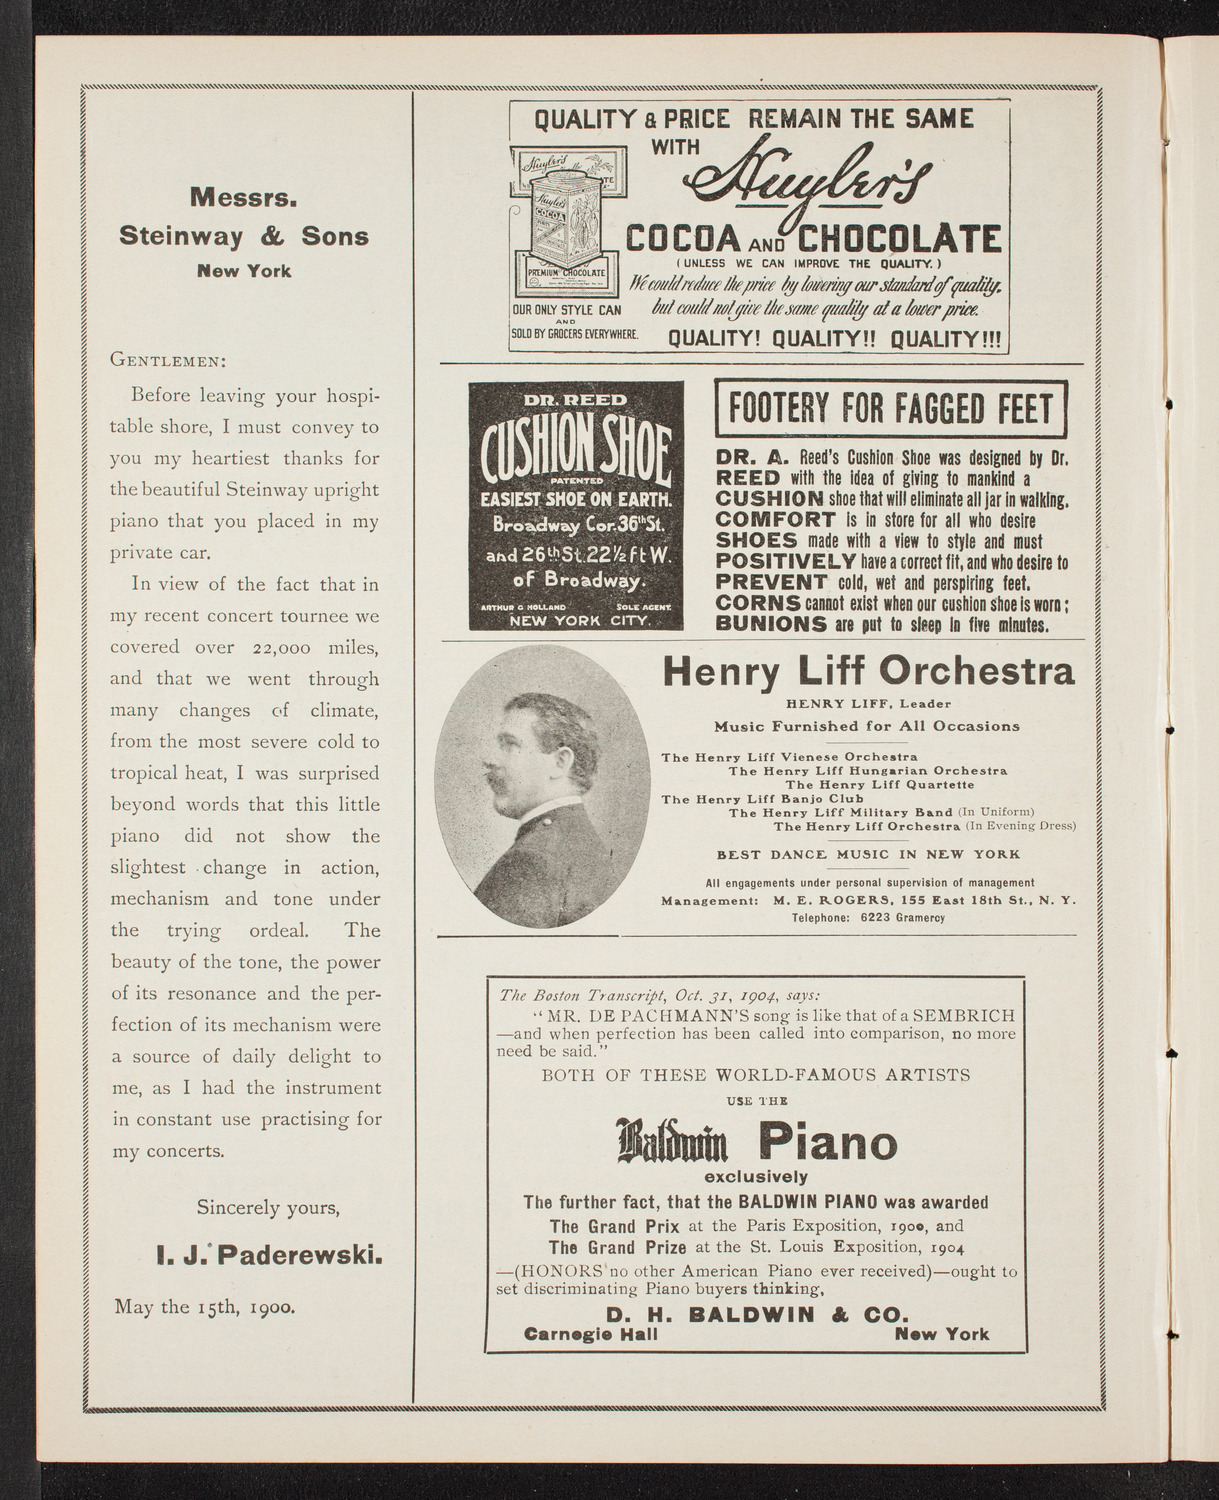 Messrs.
Steinway & Sons
New York
GENTLEMEN:
Before leaving your hospi-
table shore, I must convey to
you my heartiest thanks for
the beautiful Steinway upright
piano that you placed in my
private car.
In view of the fact that in
my recent concert tournee we
covered over 22,000 miles,
and that we went through
many changes of climate,
from the most severe cold to
tropical heat, I was surprised
beyond words that this little
piano did not show the
slightest change in action,
mechanism and tone under
the trying ordeal. The
beauty of the tone, the power
of its resonance and the per-
fection of its mechanism were
a source of daily delight to
me, as I had the instrument
in constant use practising for
my concerts.
Sincerely yours,
I. J. Paderewski.
May the 15th, 1900.
QUALITY & PRICE REMAIN THE SAME
WITH Huyler's
COCOA AND CHOCOLATE
(UNLESS WE CAN IMPROVE THE QUALITY.)
We could reduce the price by lowering our standard of quality,
but could not give the same quality at a lower price.
QUALITY! QUALITY!! QUALITY!!!
Huyler's
Huyler's
COCOA
PREMIUM CHOCOLATE
OUR ONLY STYLE CAN
AND
SOLD BY GROCERS EVERYWHERE.
DR. REED
CUSHION SHOE
PATENTED
EASIEST SHOE ON EARTH.
Broadway Cor. 36th St.
and 26th St. 22½ ft W.
of Broadway.
ARTHUR G HOLLAND SOLE AGENT.
NEW YORK CITY.
FOOTERY FOR FAGGED FEET
DR. A. Reed's Cushion Shoe was designed by Dr.
REED with the idea of giving to mankind a
CUSHION shoe that will eliminate all jar in walking.
COMFORT is in store for all who desire
SHOES made with a view to style and must
POSITIVELY have a correct fit, and who desire to
PREVENT cold, wet and perspiring feet.
CORNS cannot exist when our cushion shoe is worn;
BUNIONS are put to sleep in five minutes.
Henry Liff Orchestra
HENRY LIFF, Leader
Music Furnished for All Occasions
The Henry Liff Vienese Orchestra
The Henry Liff Hungarian Orchestra
The Henry Liff Quartette
The Henry Liff Banjo Club
The Henry Liff Military Band (In Uniform)
The Henry Liff Orchestra (In Evening Dress)
BEST DANCE MUSIC IN NEW YORK
All engagements under personal supervision of management
Management: M. E. ROGERS, 155 East 18th St., N. Y.
Telephone: 6223 Gramercy
The Boston Transcript, Oct. 31, 1904, says:
"MR. DE PACHMANN'S song is like that of a SEMBRICH
—and when perfection has been called into comparison, no more
need be said."
BOTH OF THESE WORLD-FAMOUS ARTISTS
USE THE
Baldwin Piano
exclusively
The further fact, that the BALDWIN PIANO was awarded
The Grand Prix at the Paris Exposition, 1900, and
The Grand Prize at the St. Louis Exposition, 1904
—(HONORS no other American Piano ever received)—ought to
set discriminating Piano buyers thinking,
D. H. BALDWIN & CO.
Carnegie Hall New York